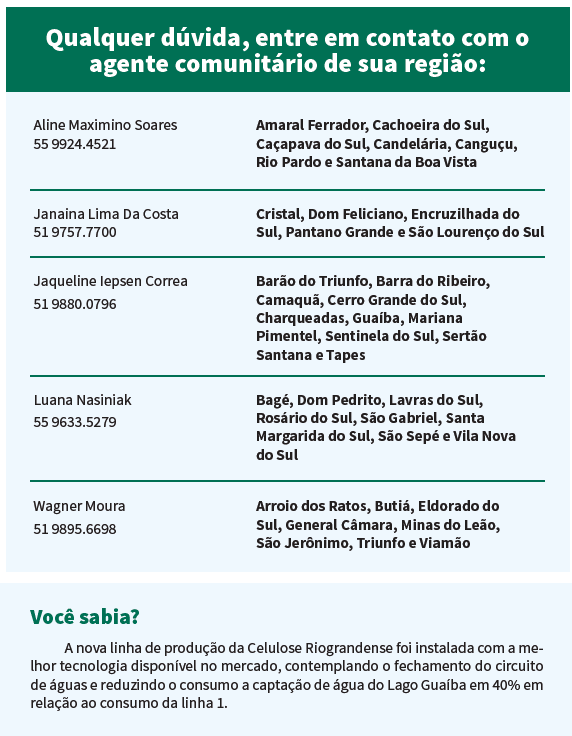 Qualquer dúvida, entre em contato com o
agente comunitário de sua região:
Aline Maximino Soares
55 9924.4521
Amaral Ferrador, Cachoeira do Sul,
Caçapava do Sul, Candelária, Canguçu,
Rio Pardo e Santana da Boa Vista
Janaina Lima Da Costa
51 9757.7700
Cristal, Dom Feliciano, Encruzilhada do
Sul, Pantano Grande e São Lourenço do Sul
Jaqueline Iepsen Correa
51 9880.0796
Barão do Triunfo, Barra do Ribeiro,
Camaquã, Cerro Grande do Sul,
Charqueadas, Guaíba, Mariana
Pimentel, Sentinela do Sul, Sertão
Santana e Tapes
Luana Nasiniak
55 9633.5279
Bagé, Dom Pedrito, Lavras do Sul,
Rosário do Sul, São Gabriel, Santa
Margarida do Sul, São Sepé e Vila Nova
do Sul
Wagner Moura
51 9895.6698
Arroio dos Ratos, Butiá, Eldorado do
Sul, General Câmara, Minas do Leão,
São Jerônimo, Triunfo e Viamão
Você sabia?
A nova linha de produção da Celulose Riograndense foi instalada com a me-
lhor tecnologia disponível no mercado, contemplando o fechamento do circuito
de águas e reduzindo o consumo a captação de água do Lago Guaíba em 40% em
relação ao consumo da linha 1.